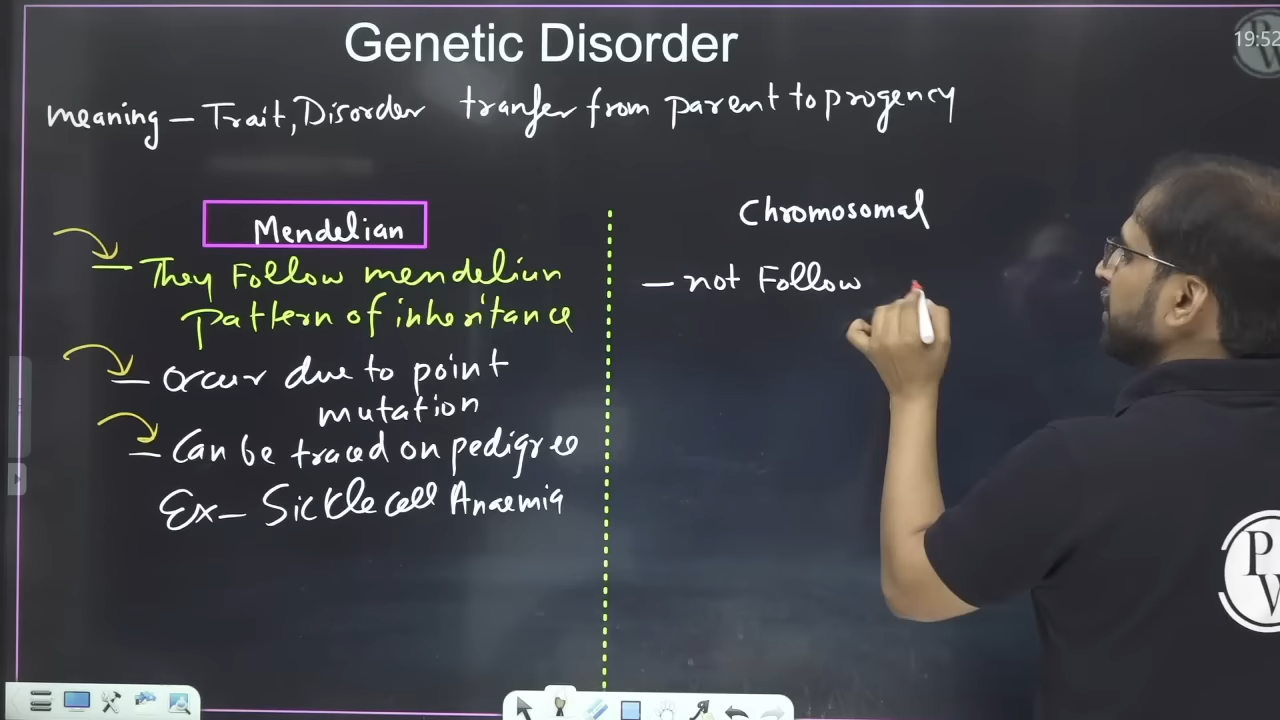 Genetic Disorder
19:52
meaning - Trait, Disorder tranfer from parent to progency
Mendelian
Chromosomal
- They Follow mendelian
pattern of inheritance
- not Follow
- occur due to point
mutation
- Can be traced on pedigree
Ex- Sickle cell Anaemia
P
W